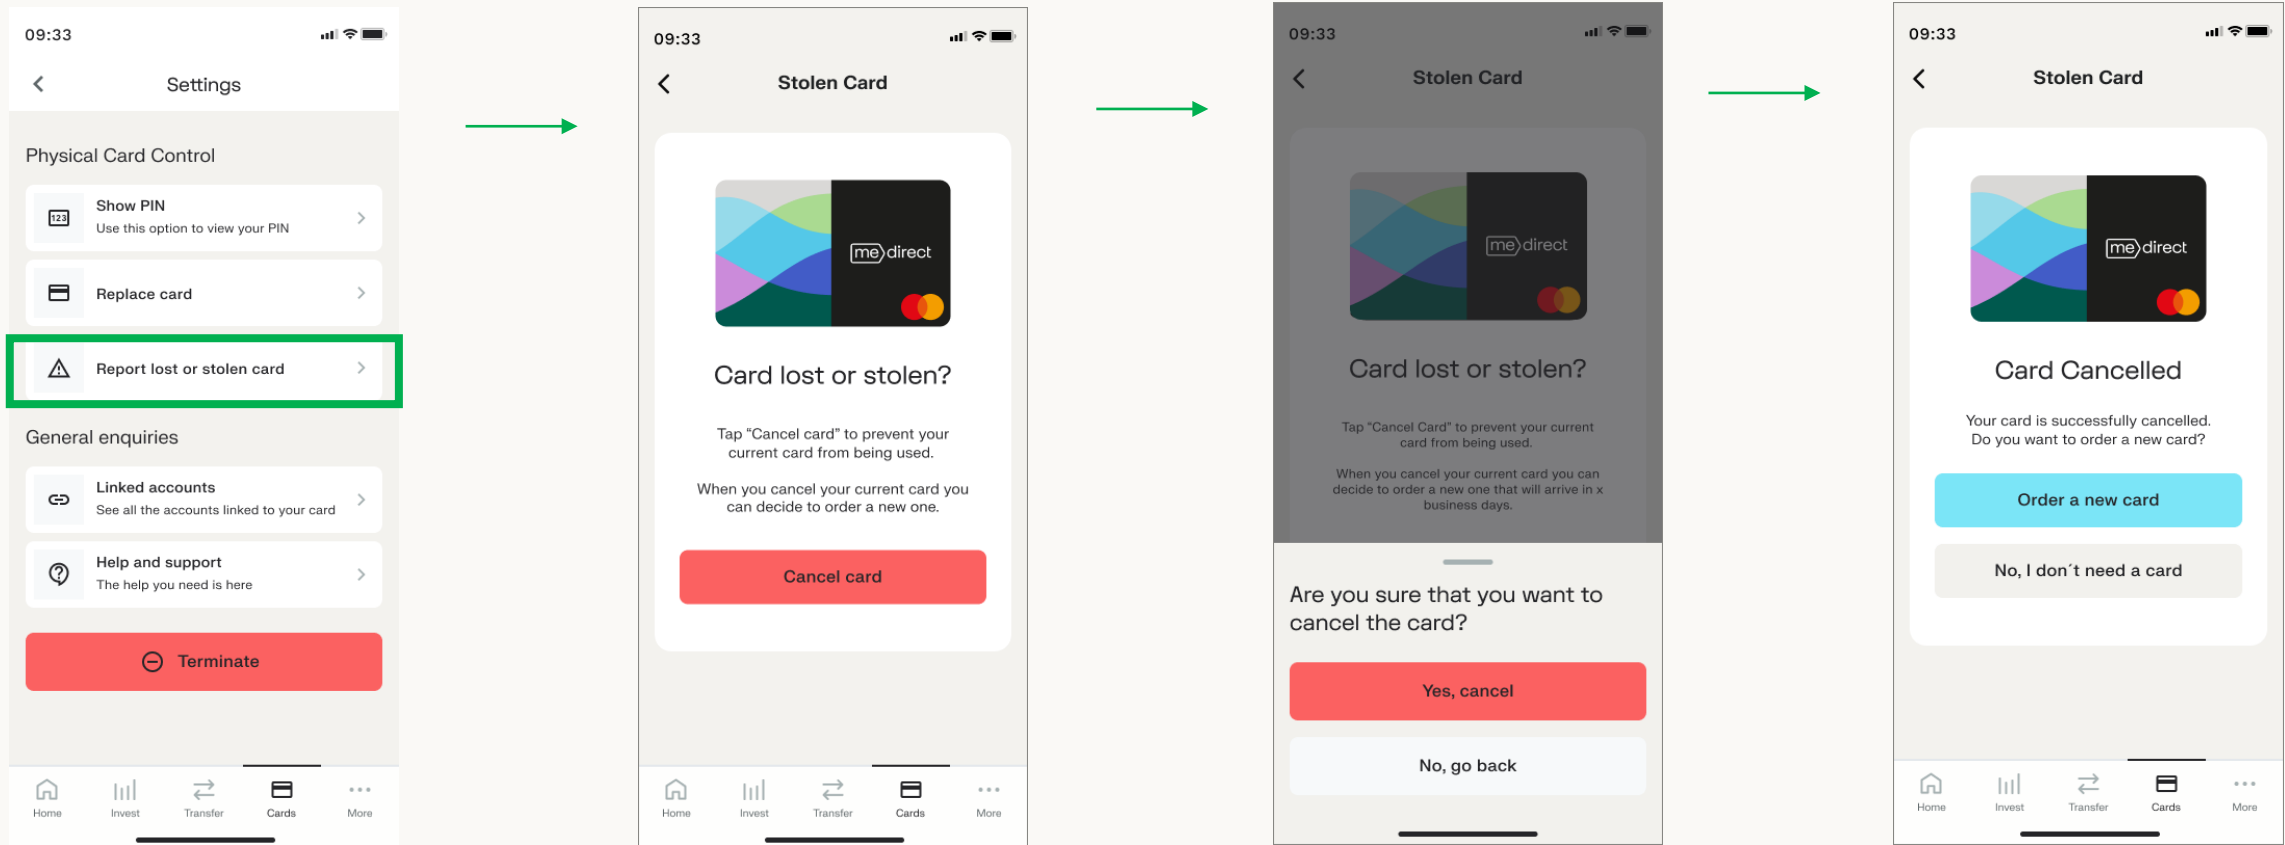 09:33
Settings
Physical Card Control
123
Show PIN
Use this option to view your PIN
Replace card
Report lost or stolen card
General enquiries
Linked accounts
See all the accounts linked to your card
Help and support
The help you need is here
Terminate
Home
Invest
Transfer
Cards
More
09:33
Stolen Card
me direct
Card lost or stolen?
Tap “Cancel card” to prevent your
current card from being used.
When you cancel your current card you
can decide to order a new one.
Cancel card
Home
Invest
Transfer
Cards
More
09:33
Stolen Card
me direct
Card lost or stolen?
Tap “Cancel Card” to prevent your current
card from being used.
When you cancel your current card you can
decide to order a new one that will arrive in x
business days.
Are you sure that you want to
cancel the card?
Yes, cancel
No, go back
09:33
Stolen Card
me direct
Card Cancelled
Your card is successfully cancelled.
Do you want to order a new card?
Order a new card
No, I don´t need a card
Home
Invest
Transfer
Cards
More